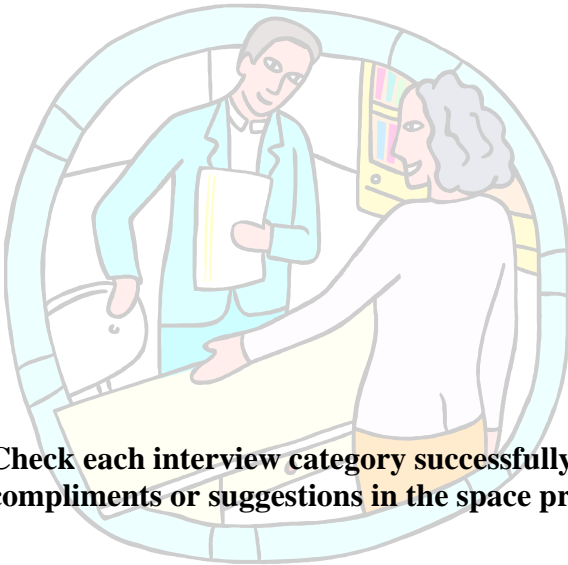 Check each interview category successfully
compliments or suggestions in the space pr